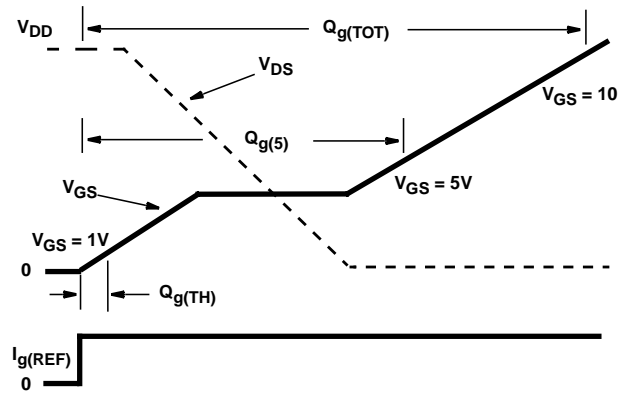 V_DD
Q_g(TOT)
V_DS
V_GS = 10
Q_g(5)
V_GS
V_GS = 5V
V_GS = 1V
0
Q_g(TH)
I_g(REF)
0